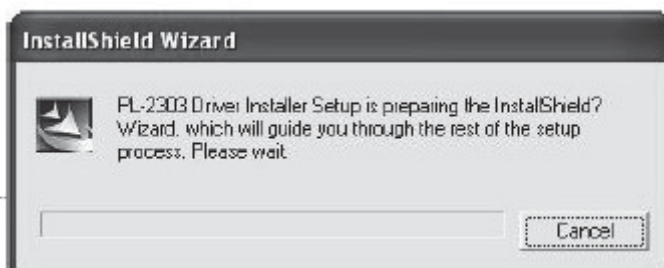 InstallShield Wizard
PL-2303 Driver Installer Setup is preparing the InstallShield?
Wizard, which will guide you through the rest of the setup
process. Please wait.
Cancel